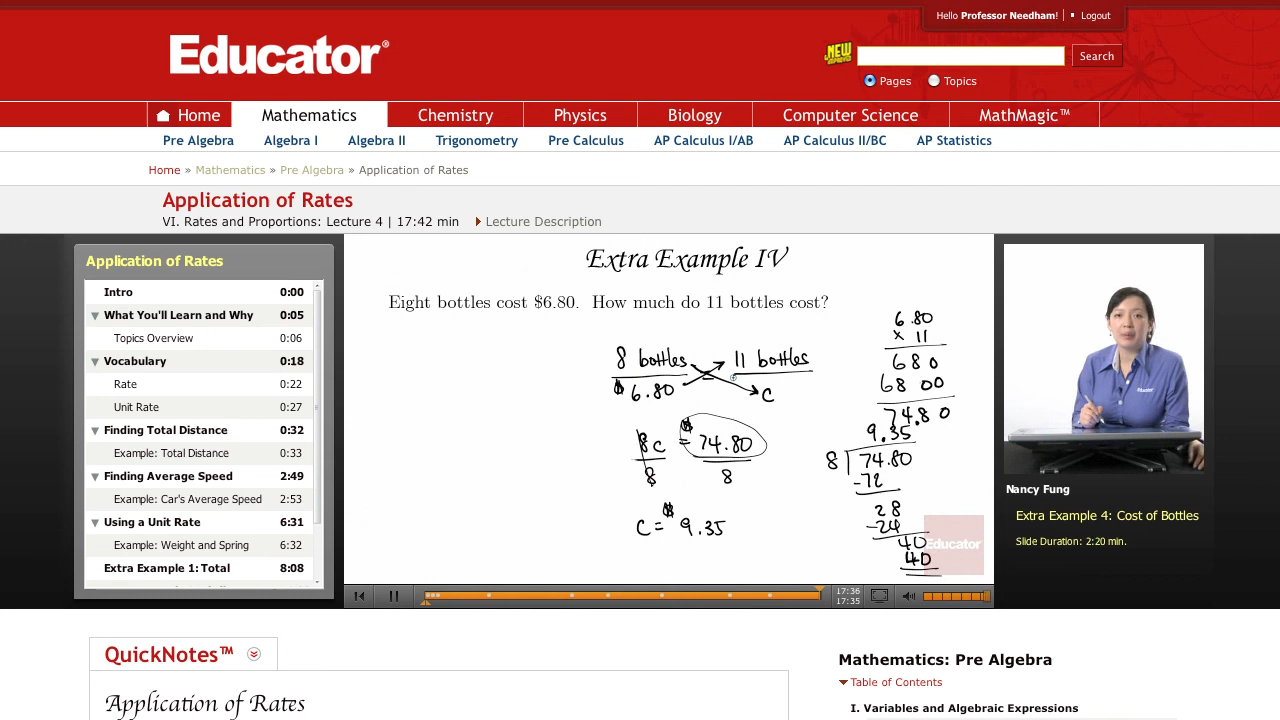 Hello Professor Needham! | ▪ Logout
Educator®
NEW
Search
Pages Topics
Home Mathematics Chemistry Physics Biology Computer Science MathMagic™
Pre Algebra Algebra I Algebra II Trigonometry Pre Calculus AP Calculus I/AB AP Calculus II/BC AP Statistics
Home » Mathematics » Pre Algebra » Application of Rates
Application of Rates
VI. Rates and Proportions: Lecture 4 | 17:42 min Lecture Description
Application of Rates
Intro 0:00
What You'll Learn and Why 0:05
Topics Overview 0:06
Vocabulary 0:18
Rate 0:22
Unit Rate 0:27
Finding Total Distance 0:32
Example: Total Distance 0:33
Finding Average Speed 2:49
Example: Car's Average Speed 2:53
Using a Unit Rate 6:31
Example: Weight and Spring 6:32
Extra Example 1: Total 8:08
Extra Example IV
Eight bottles cost $6.80. How much do 11 bottles cost?
8 bottles = 11 bottles
$6.80 c
8c = $74.80
8 8
c = $9.35
6.80
x 11
680
6800
74.80
9.35
8 74.80
-72
28
-24
40
40
Educator
17:36
17:35
Educator
Nancy Fung
Extra Example 4: Cost of Bottles
Slide Duration: 2:20 min.
QuickNotes™
Application of Rates
Mathematics: Pre Algebra
Table of Contents
I. Variables and Algebraic Expressions